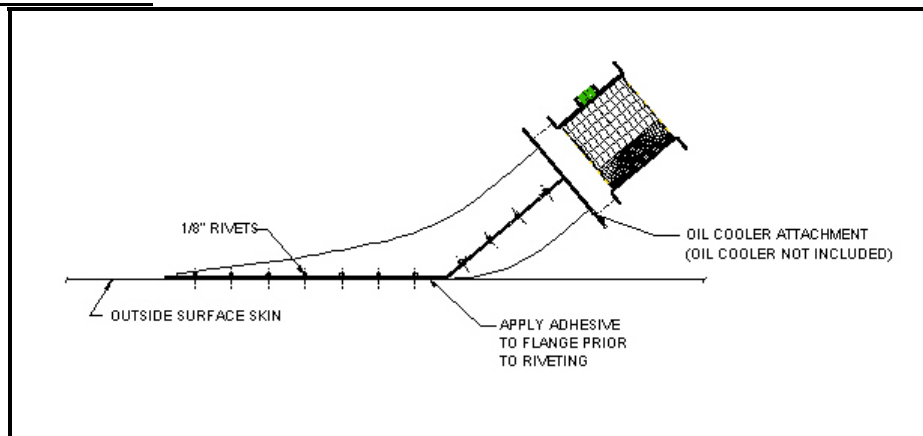 1/8" RIVETS
OIL COOLER ATTACHMENT
(OIL COOLER NOT INCLUDED)
OUTSIDE SURFACE SKIN
APPLY ADHESIVE
TO FLANGE PRIOR
TO RIVETING